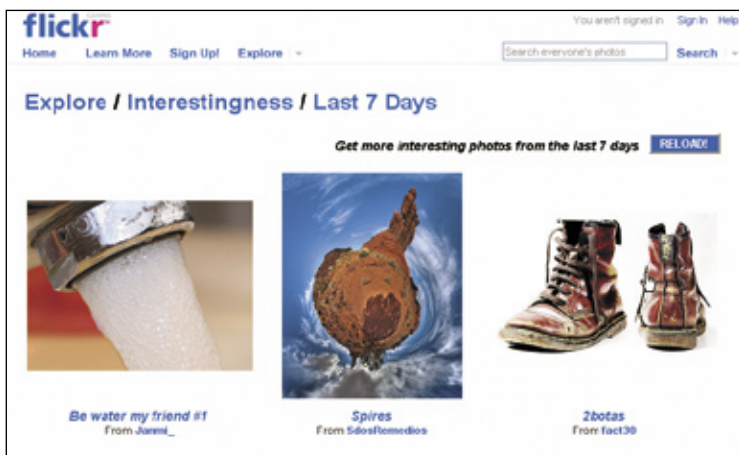 flickr
You aren't signed in Sign In Help
Home Learn More Sign Up! Explore
Search everyone's photos Search
Explore / Interestingness / Last 7 Days
Get more interesting photos from the last 7 days RELOAD!
Be water my friend #1 Spires 2botas
From Janmi_ From SdosRemedios From fact30